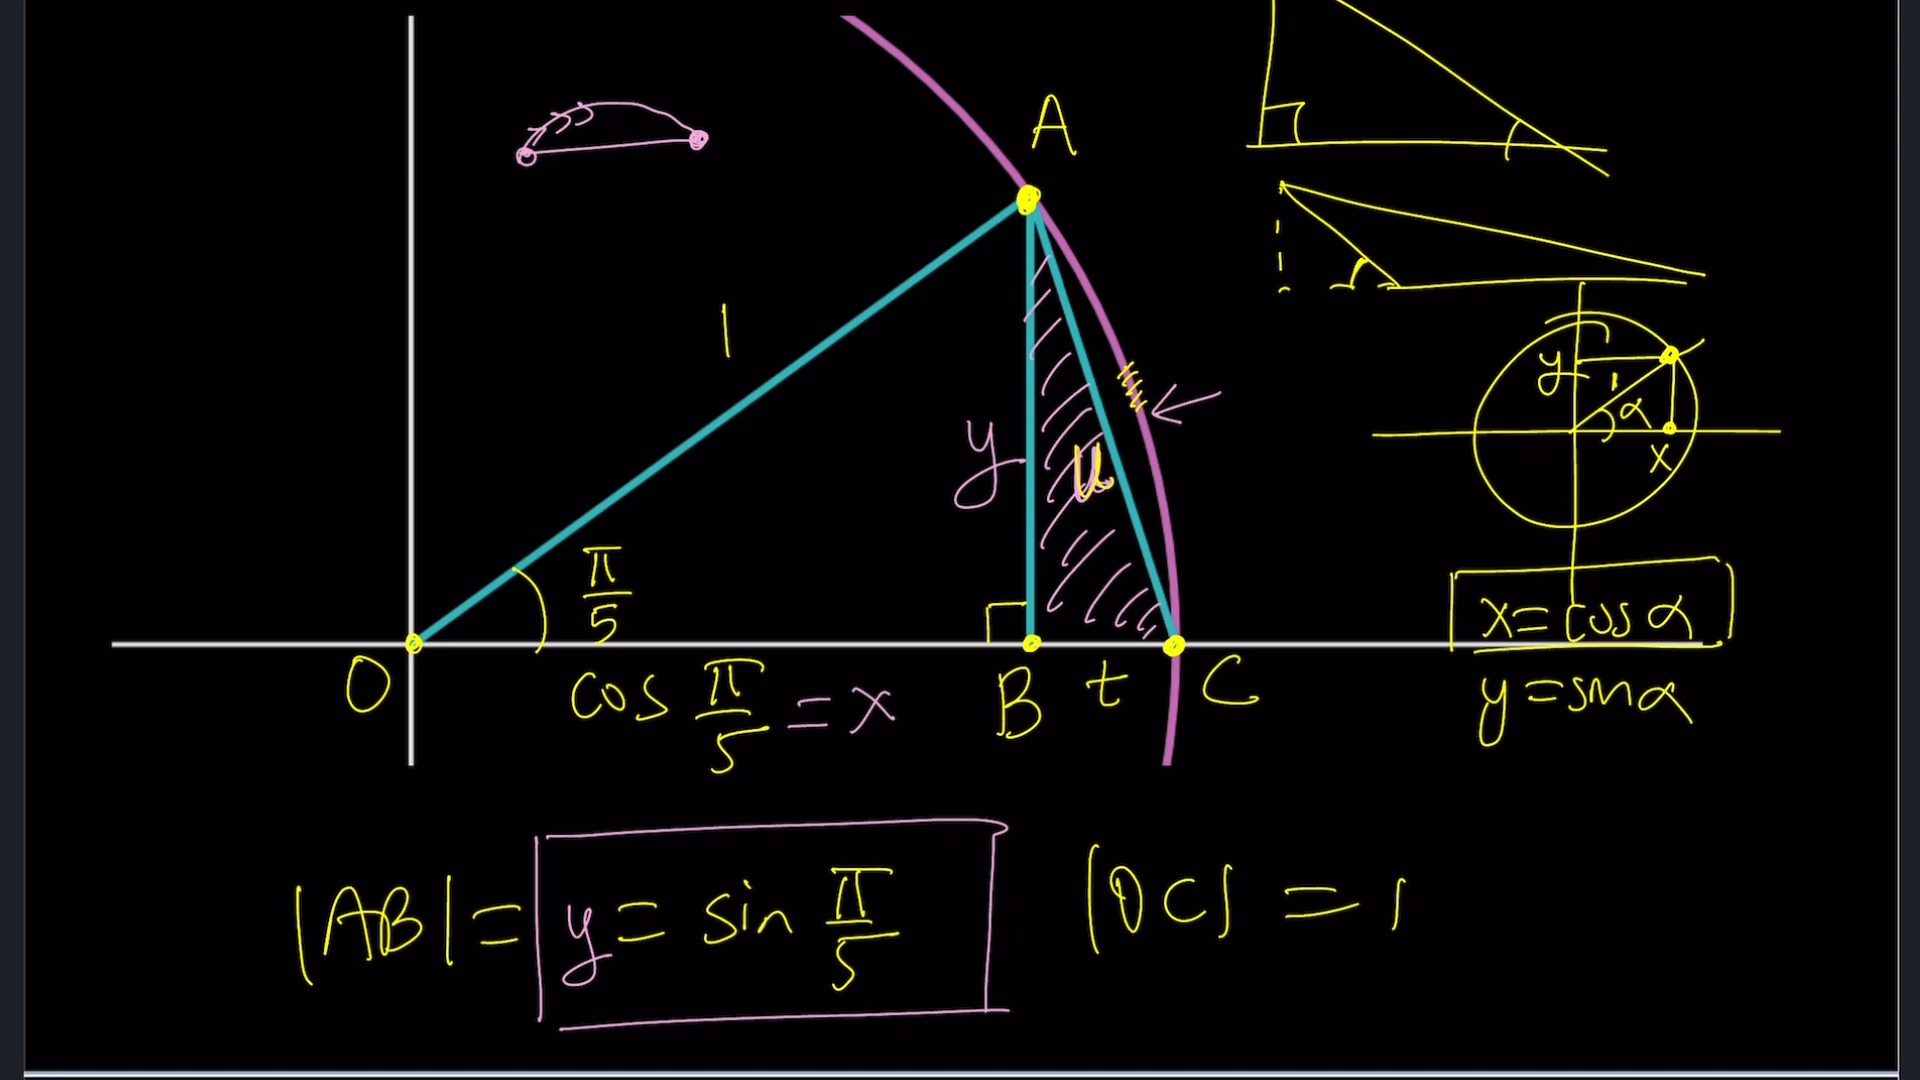 A
1
y
1
α
x
y
u
π/5
O
cos π/5 = x
B
t
C
x = cos α
y = sin α
|AB| = y = sin π/5
|OC| = 1